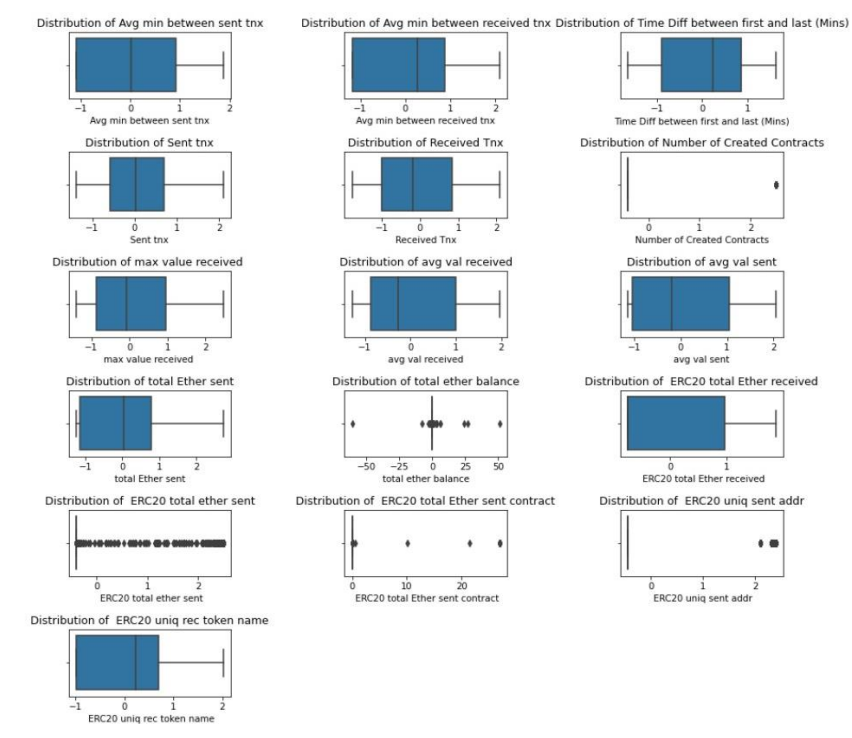 Distribution of Avg min between sent tnx
Distribution of Avg min between received tnx
Distribution of Time Diff between first and last (Mins)
−1 0 1 2
−1 0 1 2
−1 0 1
Avg min between sent tnx
Avg min between received tnx
Time Diff between first and last (Mins)
Distribution of Sent tnx
Distribution of Received Tnx
Distribution of Number of Created Contracts
−1 0 1 2
−1 0 1 2
0 1 2
Sent tnx
Received Tnx
Number of Created Contracts
Distribution of max value received
Distribution of avg val received
Distribution of avg val sent
−1 0 1 2
−1 0 1 2
−1 0 1 2
max value received
avg val received
avg val sent
Distribution of total Ether sent
Distribution of total ether balance
Distribution of  ERC20 total Ether received
−1 0 1 2
−50 −25 0 25 50
0 1
total Ether sent
total ether balance
ERC20 total Ether received
Distribution of  ERC20 total ether sent
Distribution of  ERC20 total Ether sent contract
Distribution of  ERC20 uniq sent addr
0 1 2
0 10 20
0 1 2
ERC20 total ether sent
ERC20 total Ether sent contract
ERC20 uniq sent addr
Distribution of  ERC20 uniq rec token name
−1 0 1 2
ERC20 uniq rec token name